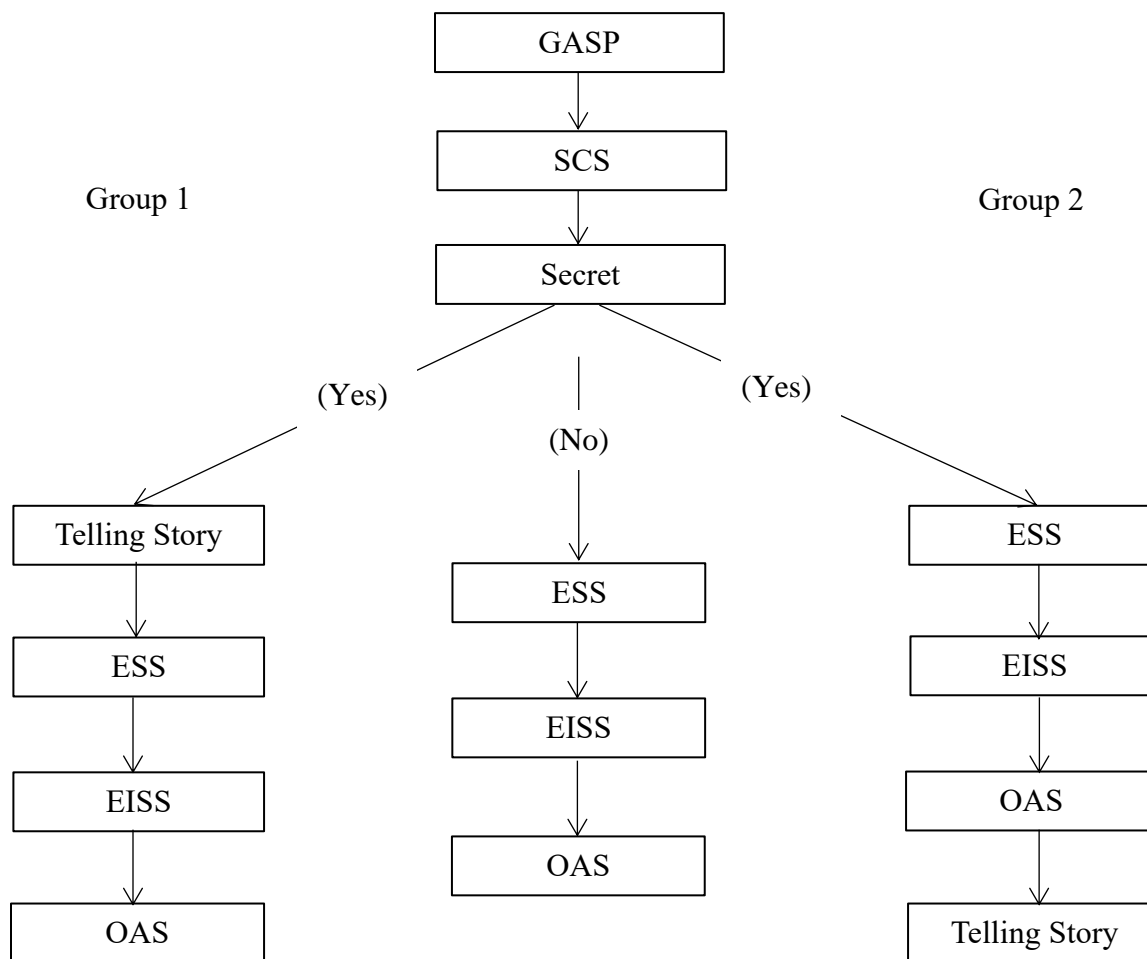 GASP
SCS
Group 1
Group 2
Secret
(Yes)
(Yes)
(No)
Telling Story
ESS
ESS
ESS
EISS
EISS
EISS
OAS
OAS
OAS
Telling Story